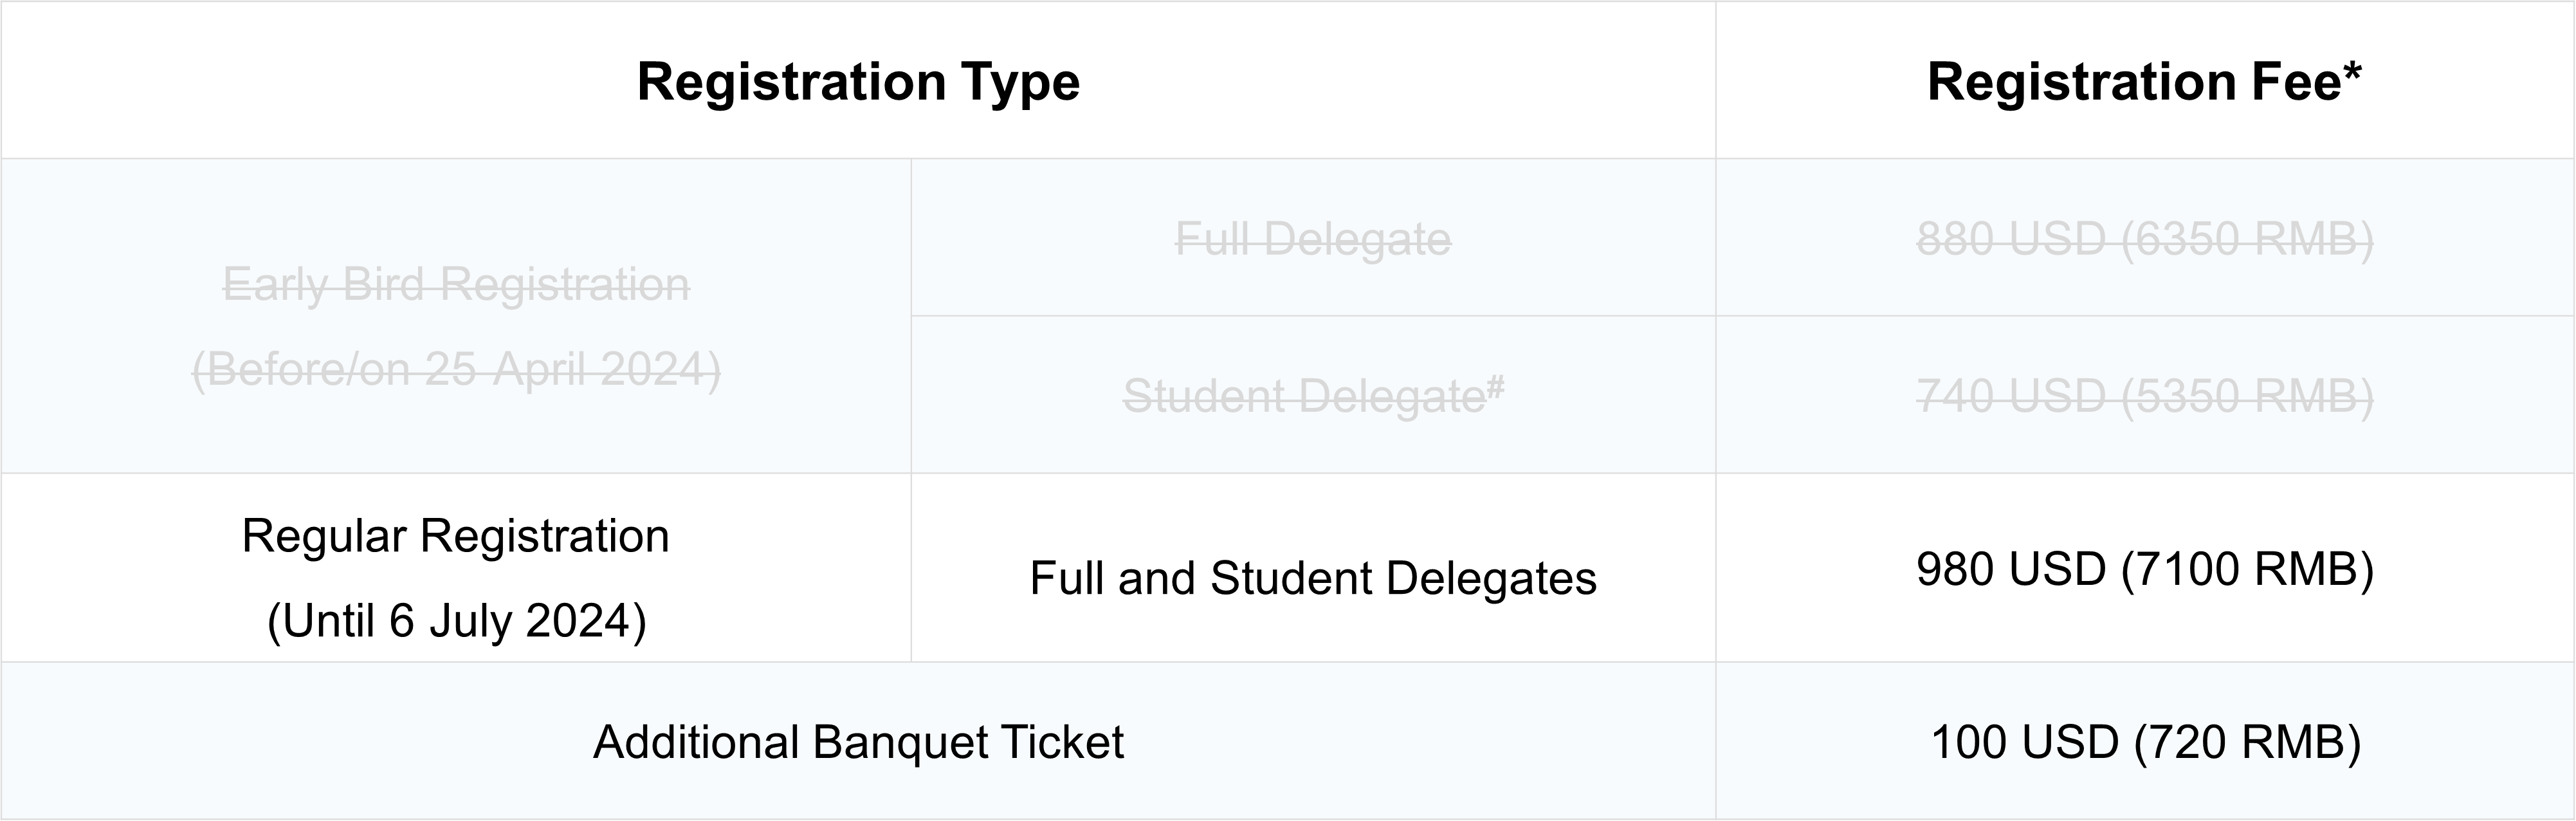 Registration Type
Registration Fee*
Early Bird Registration
(Before/on 25 April 2024)
Full Delegate
880 USD (6350 RMB)
Student Delegate#
740 USD (5350 RMB)
Regular Registration
(Until 6 July 2024)
Full and Student Delegates
980 USD (7100 RMB)
Additional Banquet Ticket
100 USD (720 RMB)